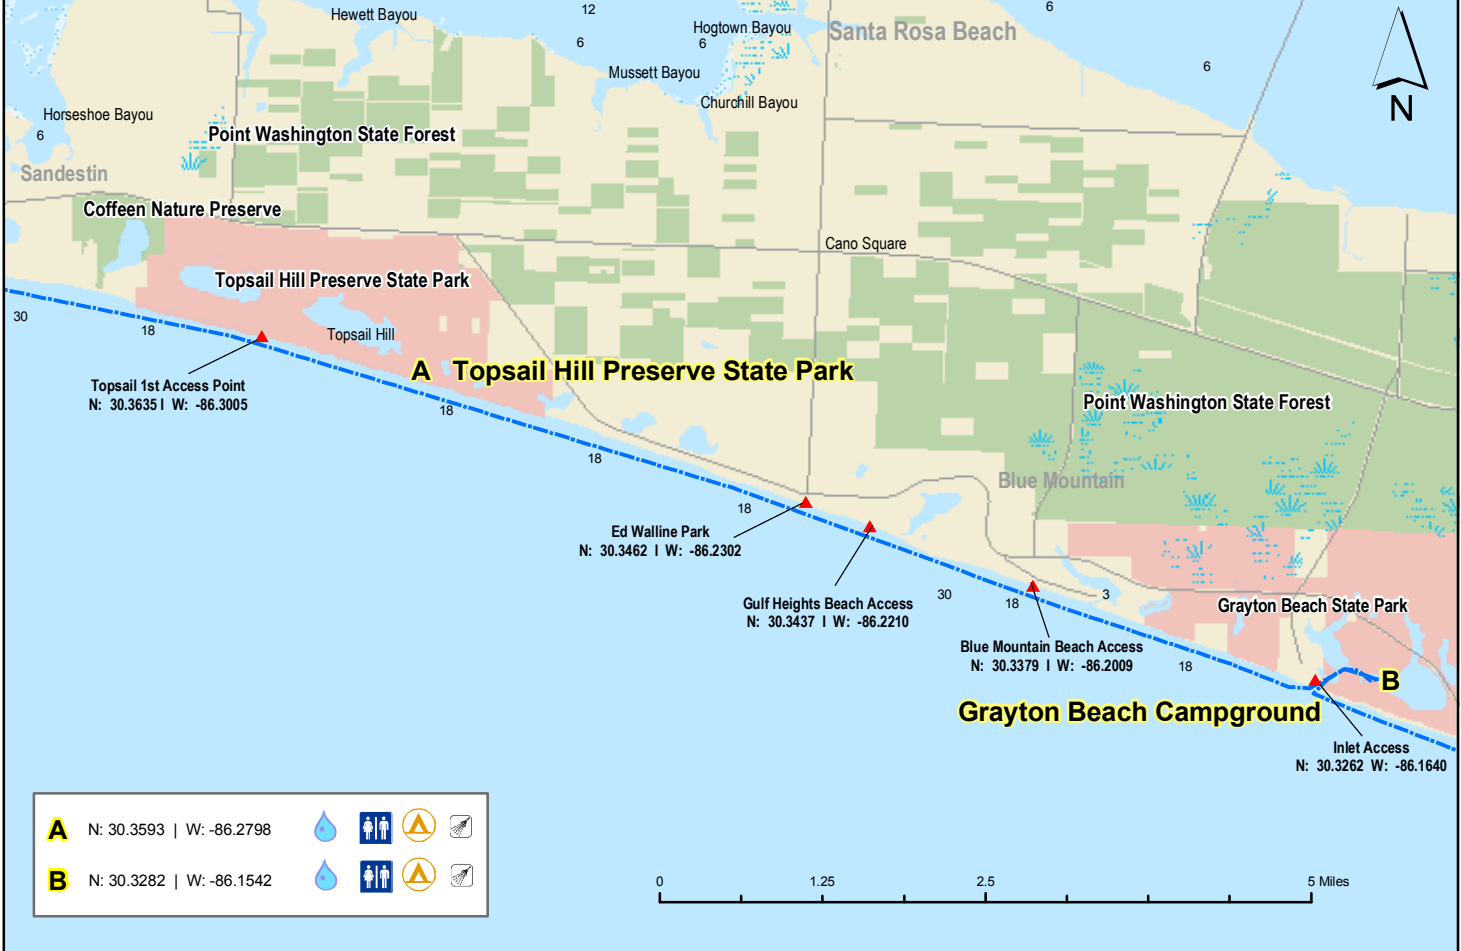 Hewett Bayou
12
6
Hogtown Bayou
6
Santa Rosa Beach
6
6
Mussett Bayou
Churchill Bayou
N
Horseshoe Bayou
6
Point Washington State Forest
Sandestin
Coffeen Nature Preserve
Cano Square
Topsail Hill Preserve State Park
30
18
Topsail Hill
A Topsail Hill Preserve State Park
Topsail 1st Access Point
N: 30.3635 I W: -86.3005
18
Point Washington State Forest
18
Blue Mountain
18
Ed Walline Park
N: 30.3462 I W: -86.2302
Gulf Heights Beach Access
N: 30.3437 I W: -86.2210
30
18
3
Grayton Beach State Park
Blue Mountain Beach Access
N: 30.3379 I W: -86.2009
18
B
Grayton Beach Campground
Inlet Access
N: 30.3262 W: -86.1640
A N: 30.3593 | W: -86.2798
B N: 30.3282 | W: -86.1542
0 1.25 2.5 5 Miles